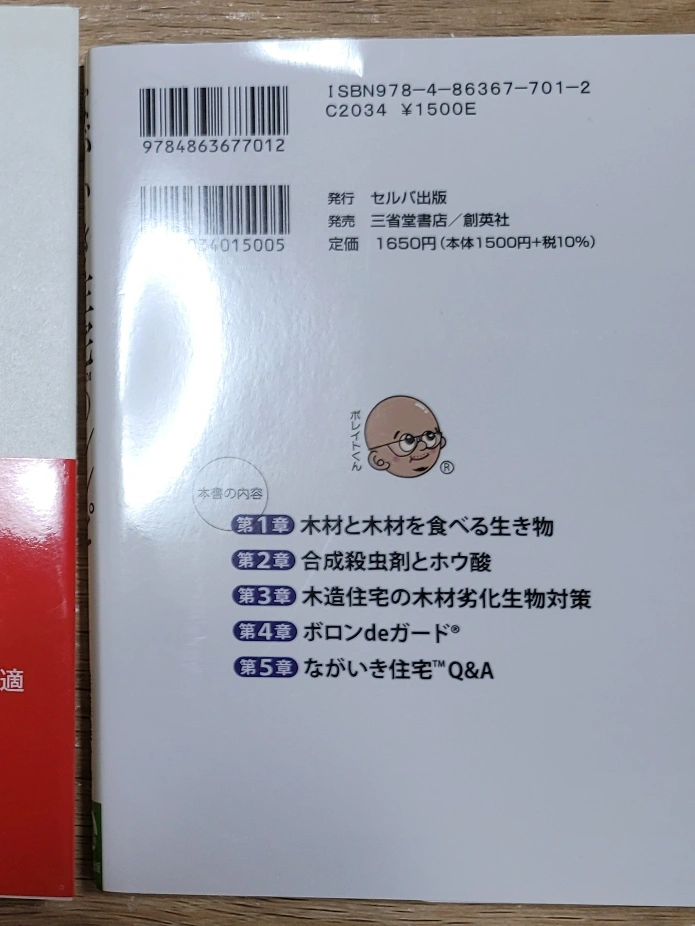 ISBN978-4-86367-701-2
C2034 ¥1500E
9784863677012
034015005
発行 セルバ出版
発売 三省堂書店／創英社
定価 1650円（本体1500円+税10%）
ボレイトくん
®
本書の内容
第1章 木材と木材を食べる生き物
第2章 合成殺虫剤とホウ酸
第3章 木造住宅の木材劣化生物対策
第4章 ボロンdeガード®
第5章 ながいき住宅™ Q&A
適